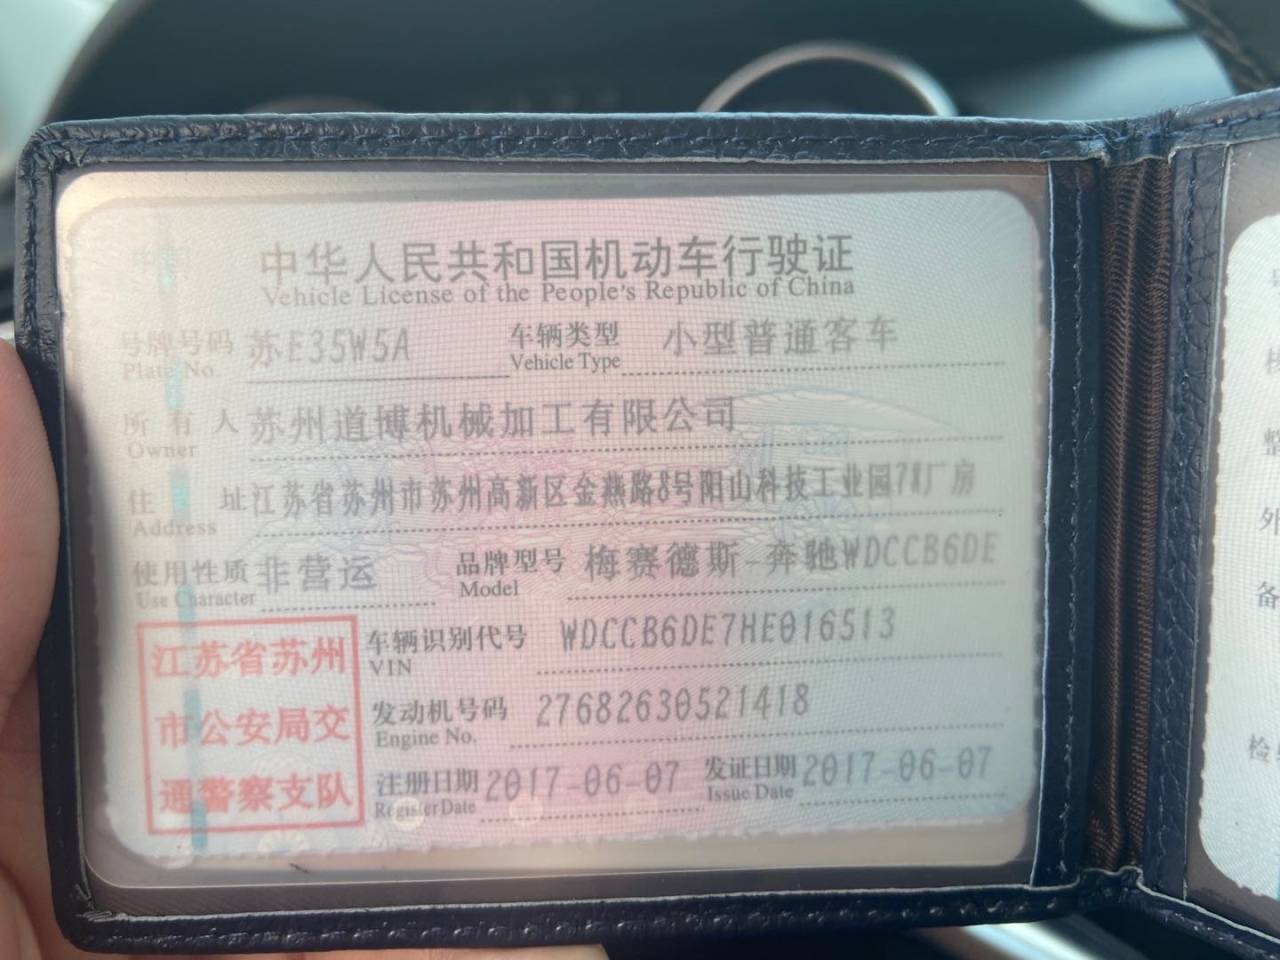 中华人民共和国机动车行驶证
Vehicle License of the People's Republic of China
号牌号码 苏E35W5A 车辆类型 小型普通客车
Plate No. Vehicle Type
所有人 苏州道博机械加工有限公司
Owner
住址 江苏省苏州市苏州高新区金燕路8号阳山科技工业园7#厂房
Address
使用性质 非营运 品牌型号 梅赛德斯-奔驰WDCCB6DE
Use Character Model
车辆识别代号 WDCCB6DE7HE016513
VIN
发动机号码 27682630521418
Engine No.
注册日期 2017-06-07 发证日期 2017-06-07
Register Date Issue Date
江苏省苏州
市公安局交
通警察支队
外
备
检